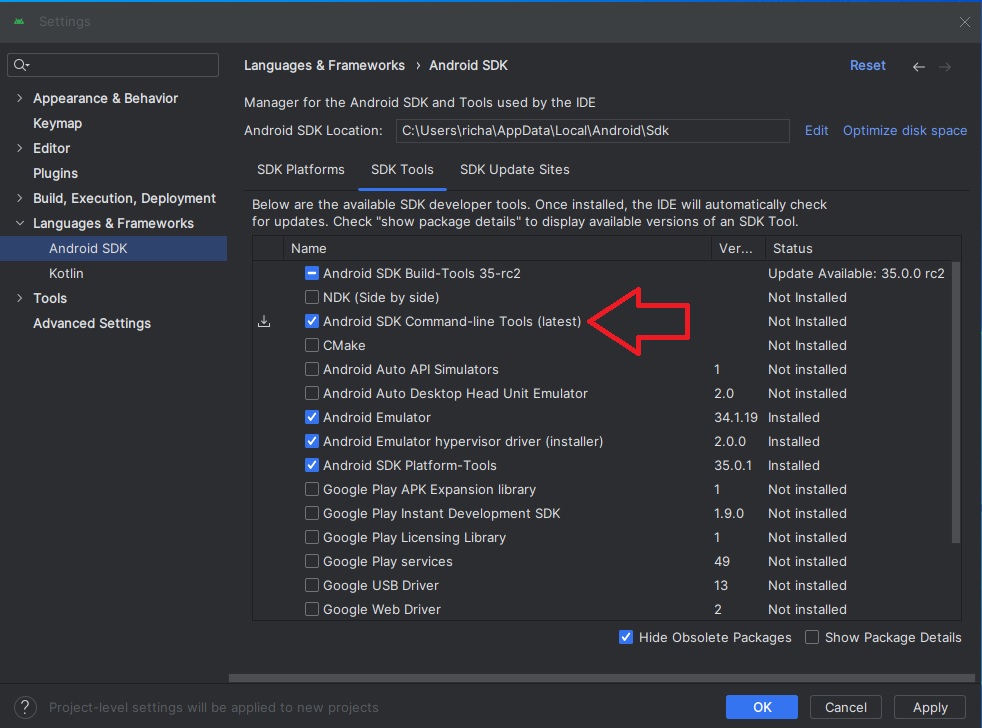 Settings
Languages & Frameworks › Android SDK
Reset
Appearance & Behavior
Keymap
Editor
Plugins
Build, Execution, Deployment
Languages & Frameworks
Android SDK
Kotlin
Tools
Advanced Settings
Manager for the Android SDK and Tools used by the IDE
Android SDK Location: C:\Users\richa\AppData\Local\Android\Sdk Edit Optimize disk space
SDK Platforms SDK Tools SDK Update Sites
Below are the available SDK developer tools. Once installed, the IDE will automatically check
for updates. Check "show package details" to display available versions of an SDK Tool.
Name Ver... Status
Android SDK Build-Tools 35-rc2 Update Available: 35.0.0 rc2
NDK (Side by side) Not Installed
Android SDK Command-line Tools (latest) Not Installed
CMake Not Installed
Android Auto API Simulators 1 Not installed
Android Auto Desktop Head Unit Emulator 2.0 Not installed
Android Emulator 34.1.19 Installed
Android Emulator hypervisor driver (installer) 2.0.0 Installed
Android SDK Platform-Tools 35.0.1 Installed
Google Play APK Expansion library 1 Not installed
Google Play Instant Development SDK 1.9.0 Not installed
Google Play Licensing Library 1 Not installed
Google Play services 49 Not installed
Google USB Driver 13 Not installed
Google Web Driver 2 Not installed
Hide Obsolete Packages Show Package Details
? Project-level settings will be applied to new projects
OK Cancel Apply